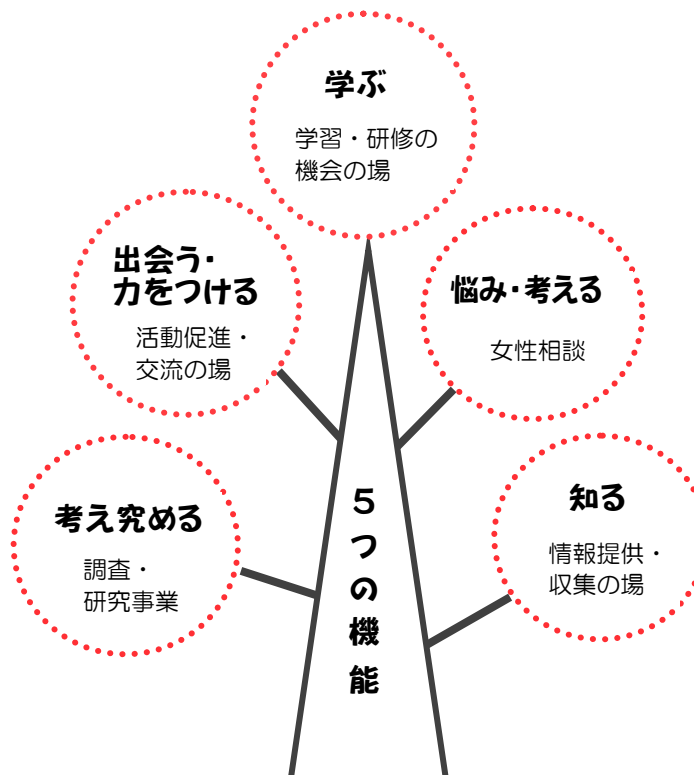 学ぶ
学習・研修の
機会の場
出会う・
力をつける
活動促進・
交流の場
悩み・考える
女性相談
考え究める
調査・
研究事業
知る
情報提供・
収集の場
5つの機能